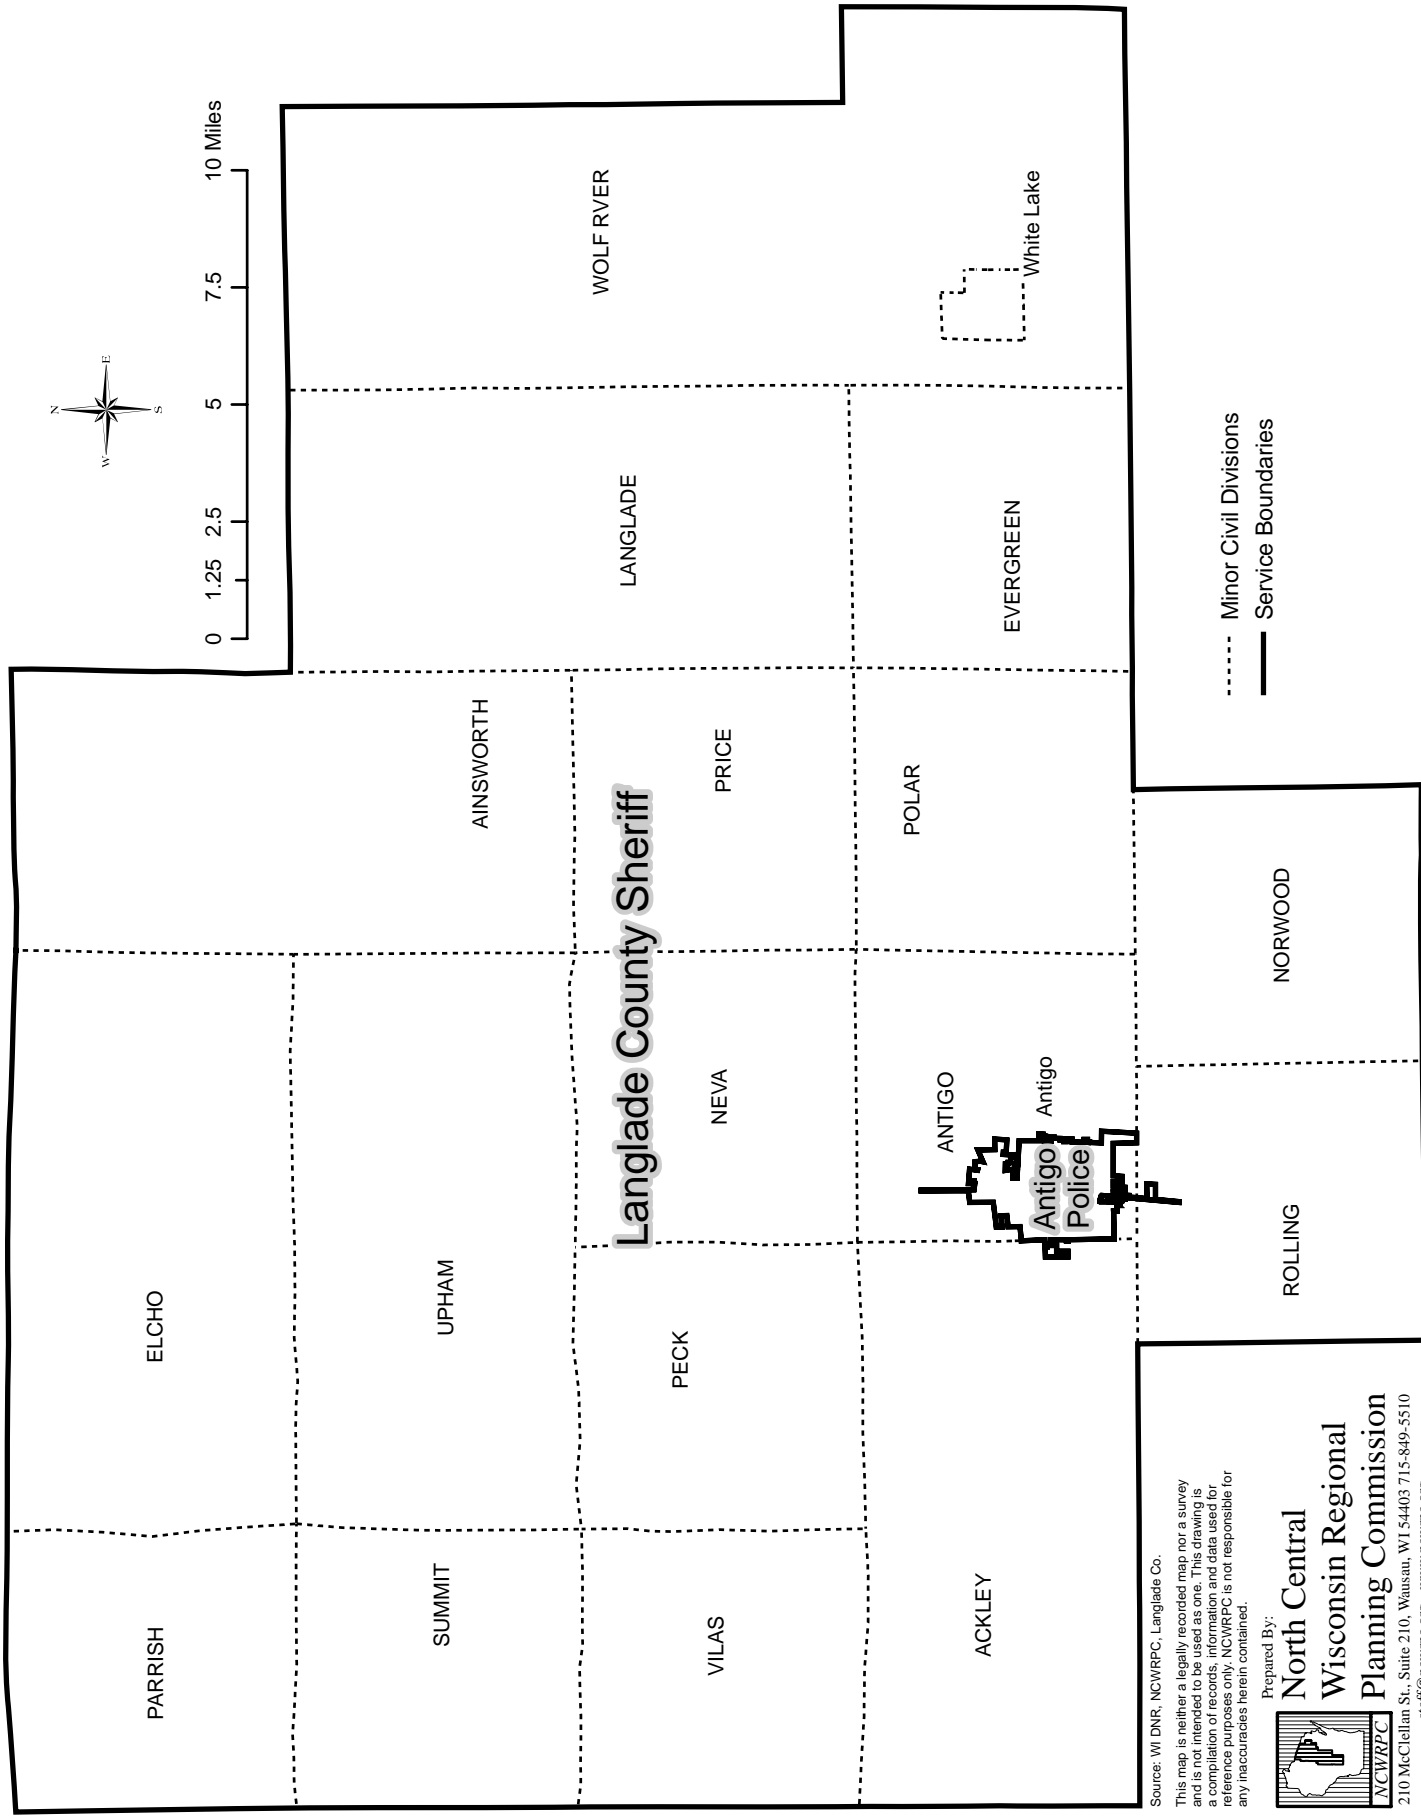 N
W
E
S
0 1.25 2.5 5 7.5 10 Miles
PARRISH
ELCHO
AINSWORTH
SUMMIT
UPHAM
LANGLADE
WOLF RVER
Langlade County Sheriff
VILAS
PECK
NEVA
PRICE
ACKLEY
ANTIGO
POLAR
EVERGREEN
White Lake
Antigo
Police
Antigo
ROLLING
NORWOOD
Minor Civil Divisions
Service Boundaries
Source: WI DNR, NCWRPC, Langlade Co.
This map is neither a legally recorded map nor a survey
and is not intended to be used as one. This drawing is
a compilation of records, information and data used for
reference purposes only. NCWRPC is not responsible for
any inaccuracies herein contained.
Prepared By:
North Central
Wisconsin Regional
Planning Commission
NCWRPC
210 McClellan St., Suite 210, Wausau, WI 54403 715-849-5510